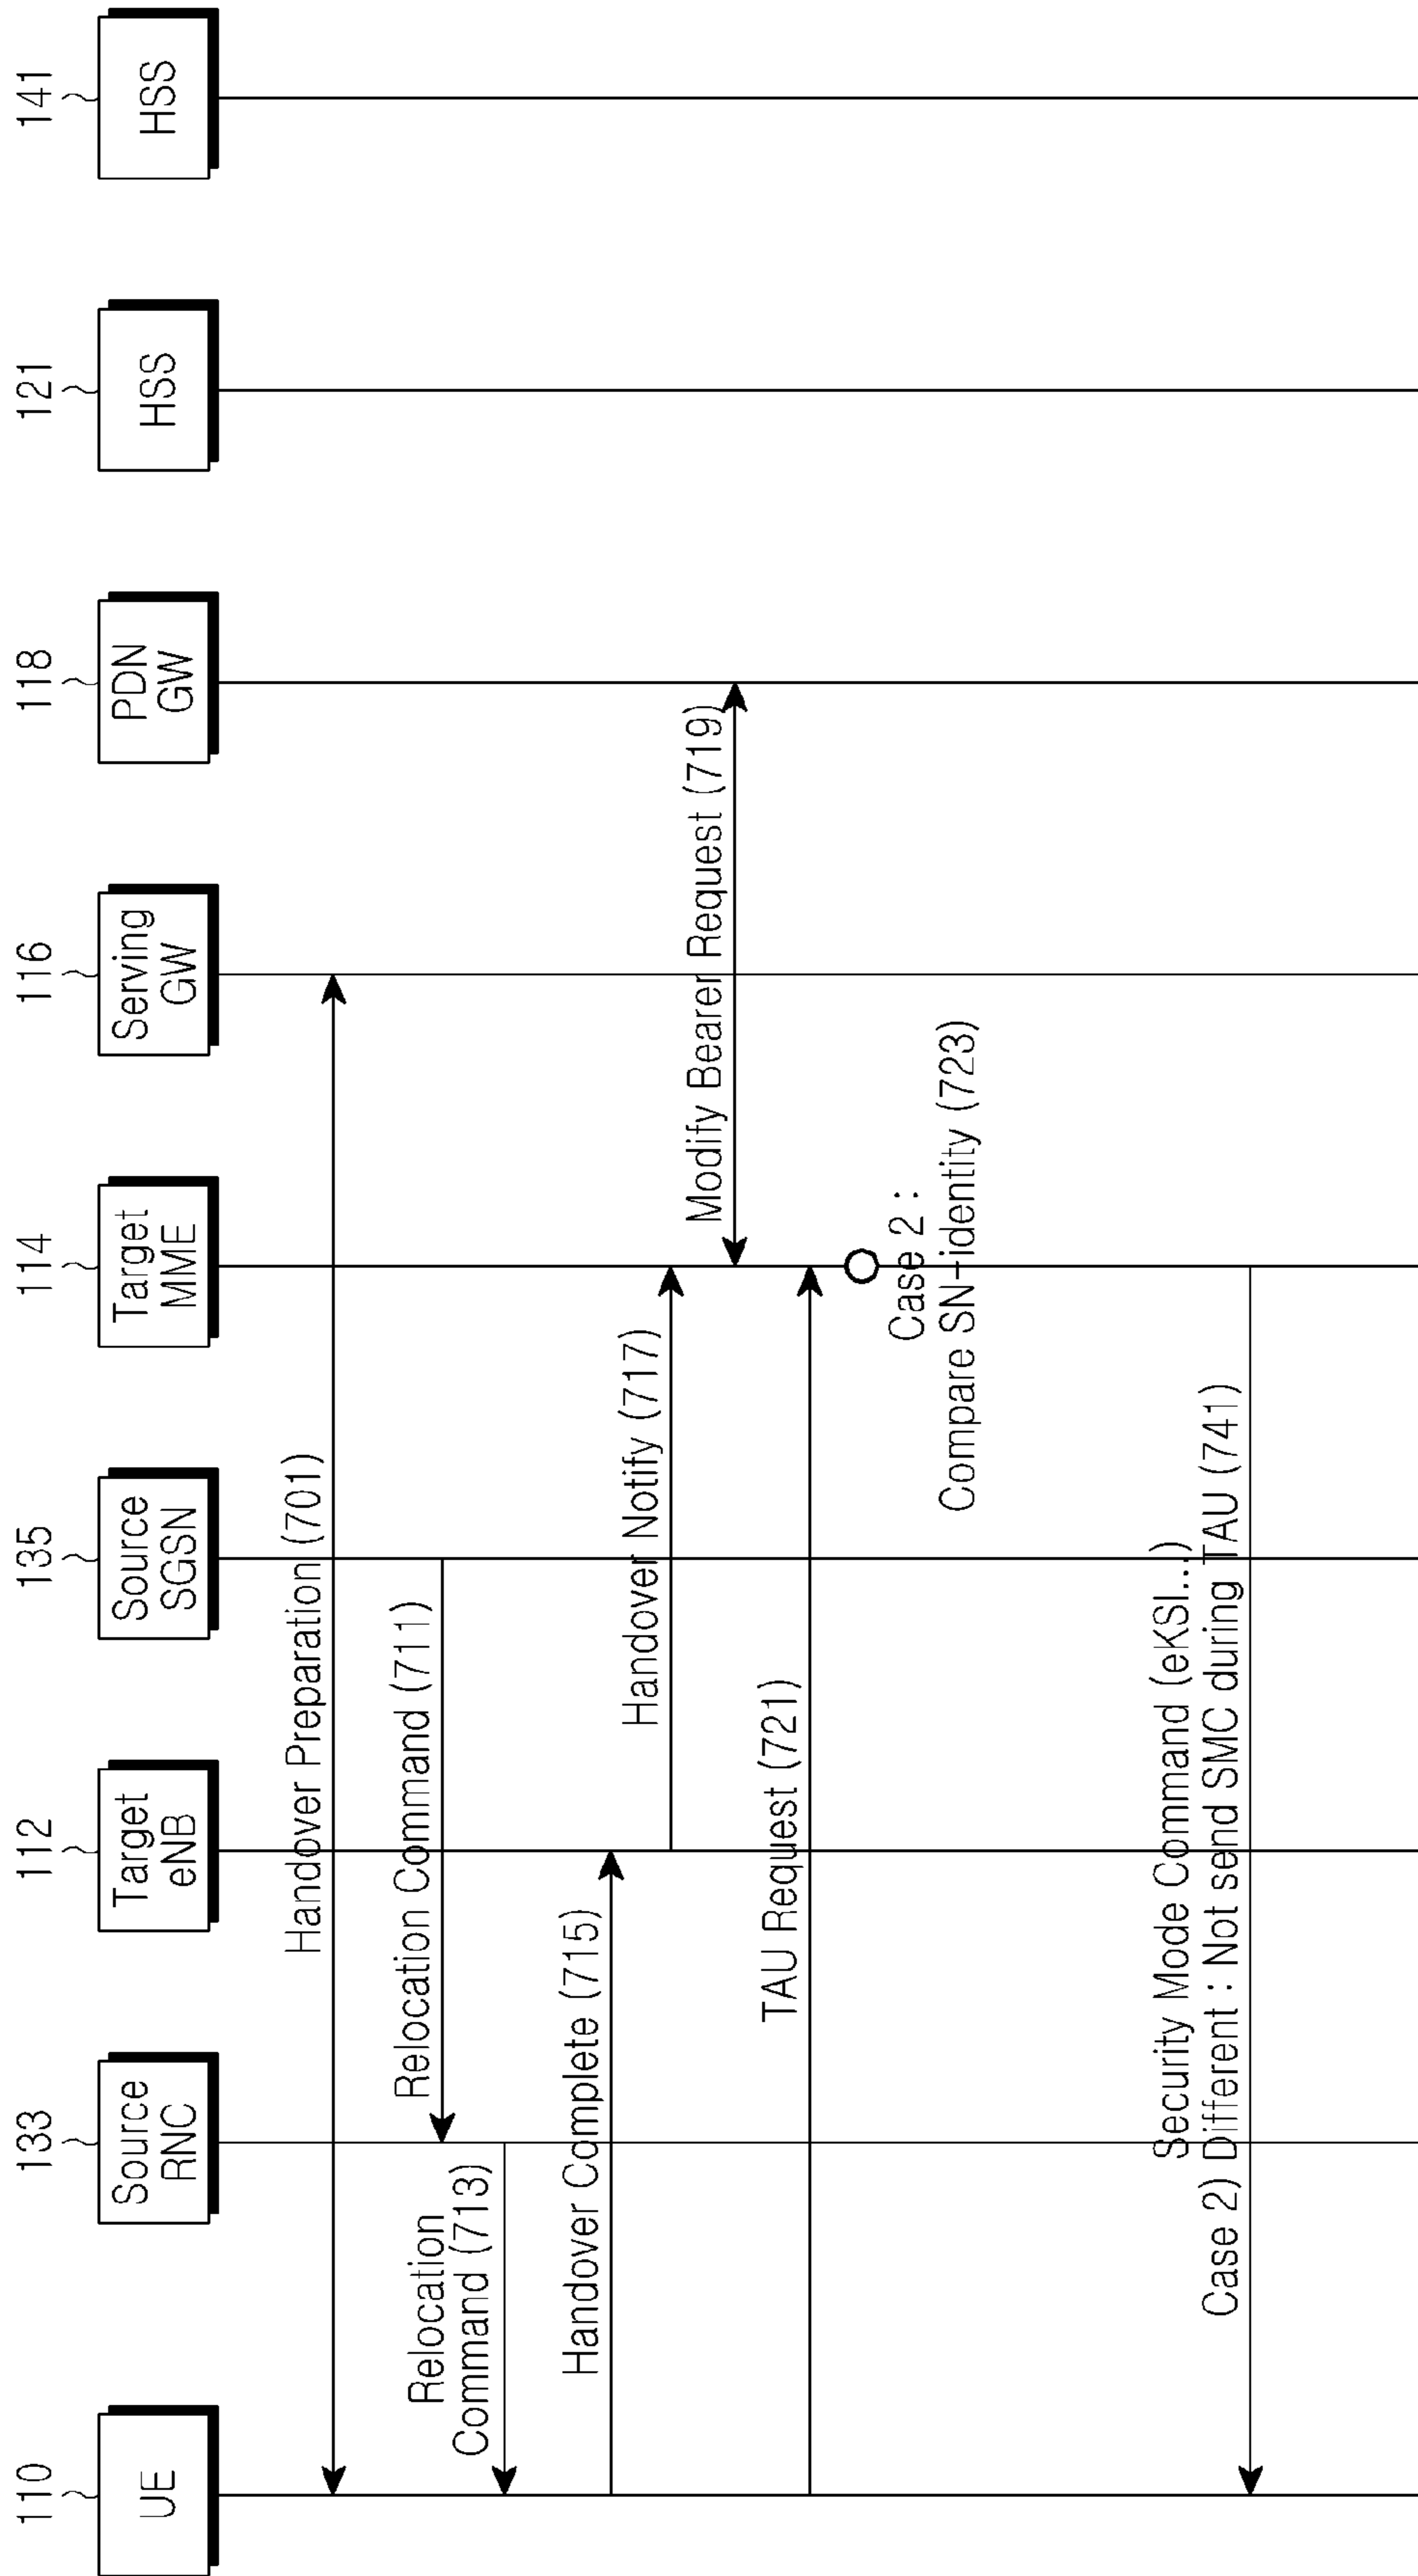 110
133
112
135
114
116
118
121
141
UE
Source
RNC
Target
eNB
Source
SGSN
Target
MME
Serving
GW
PDN
GW
HSS
HSS
Handover Preparation (701)
Relocation Command (711)
Relocation
Command (713)
Handover Complete (715)
Handover Notify (717)
Modify Bearer Request (719)
TAU Request (721)
Case 2 :
Compare SN-identity (723)
Security Mode Command (eKSI...)
Case 2) Different : Not send SMC during TAU (741)